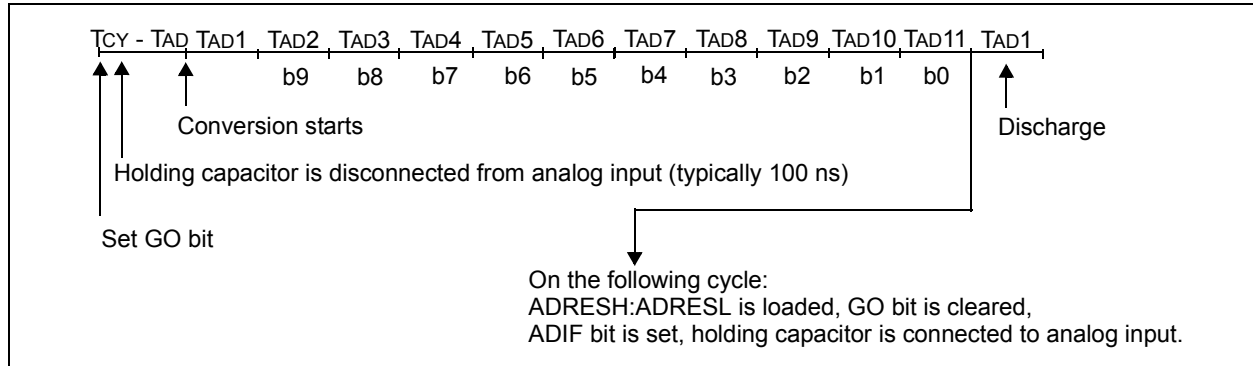 TCY - TAD TAD1 TAD2 TAD3 TAD4 TAD5 TAD6 TAD7 TAD8 TAD9 TAD10 TAD11 TAD1
b9 b8 b7 b6 b5 b4 b3 b2 b1 b0
Conversion starts
Discharge
Holding capacitor is disconnected from analog input (typically 100 ns)
Set GO bit
On the following cycle:
ADRESH:ADRESL is loaded, GO bit is cleared,
ADIF bit is set, holding capacitor is connected to analog input.